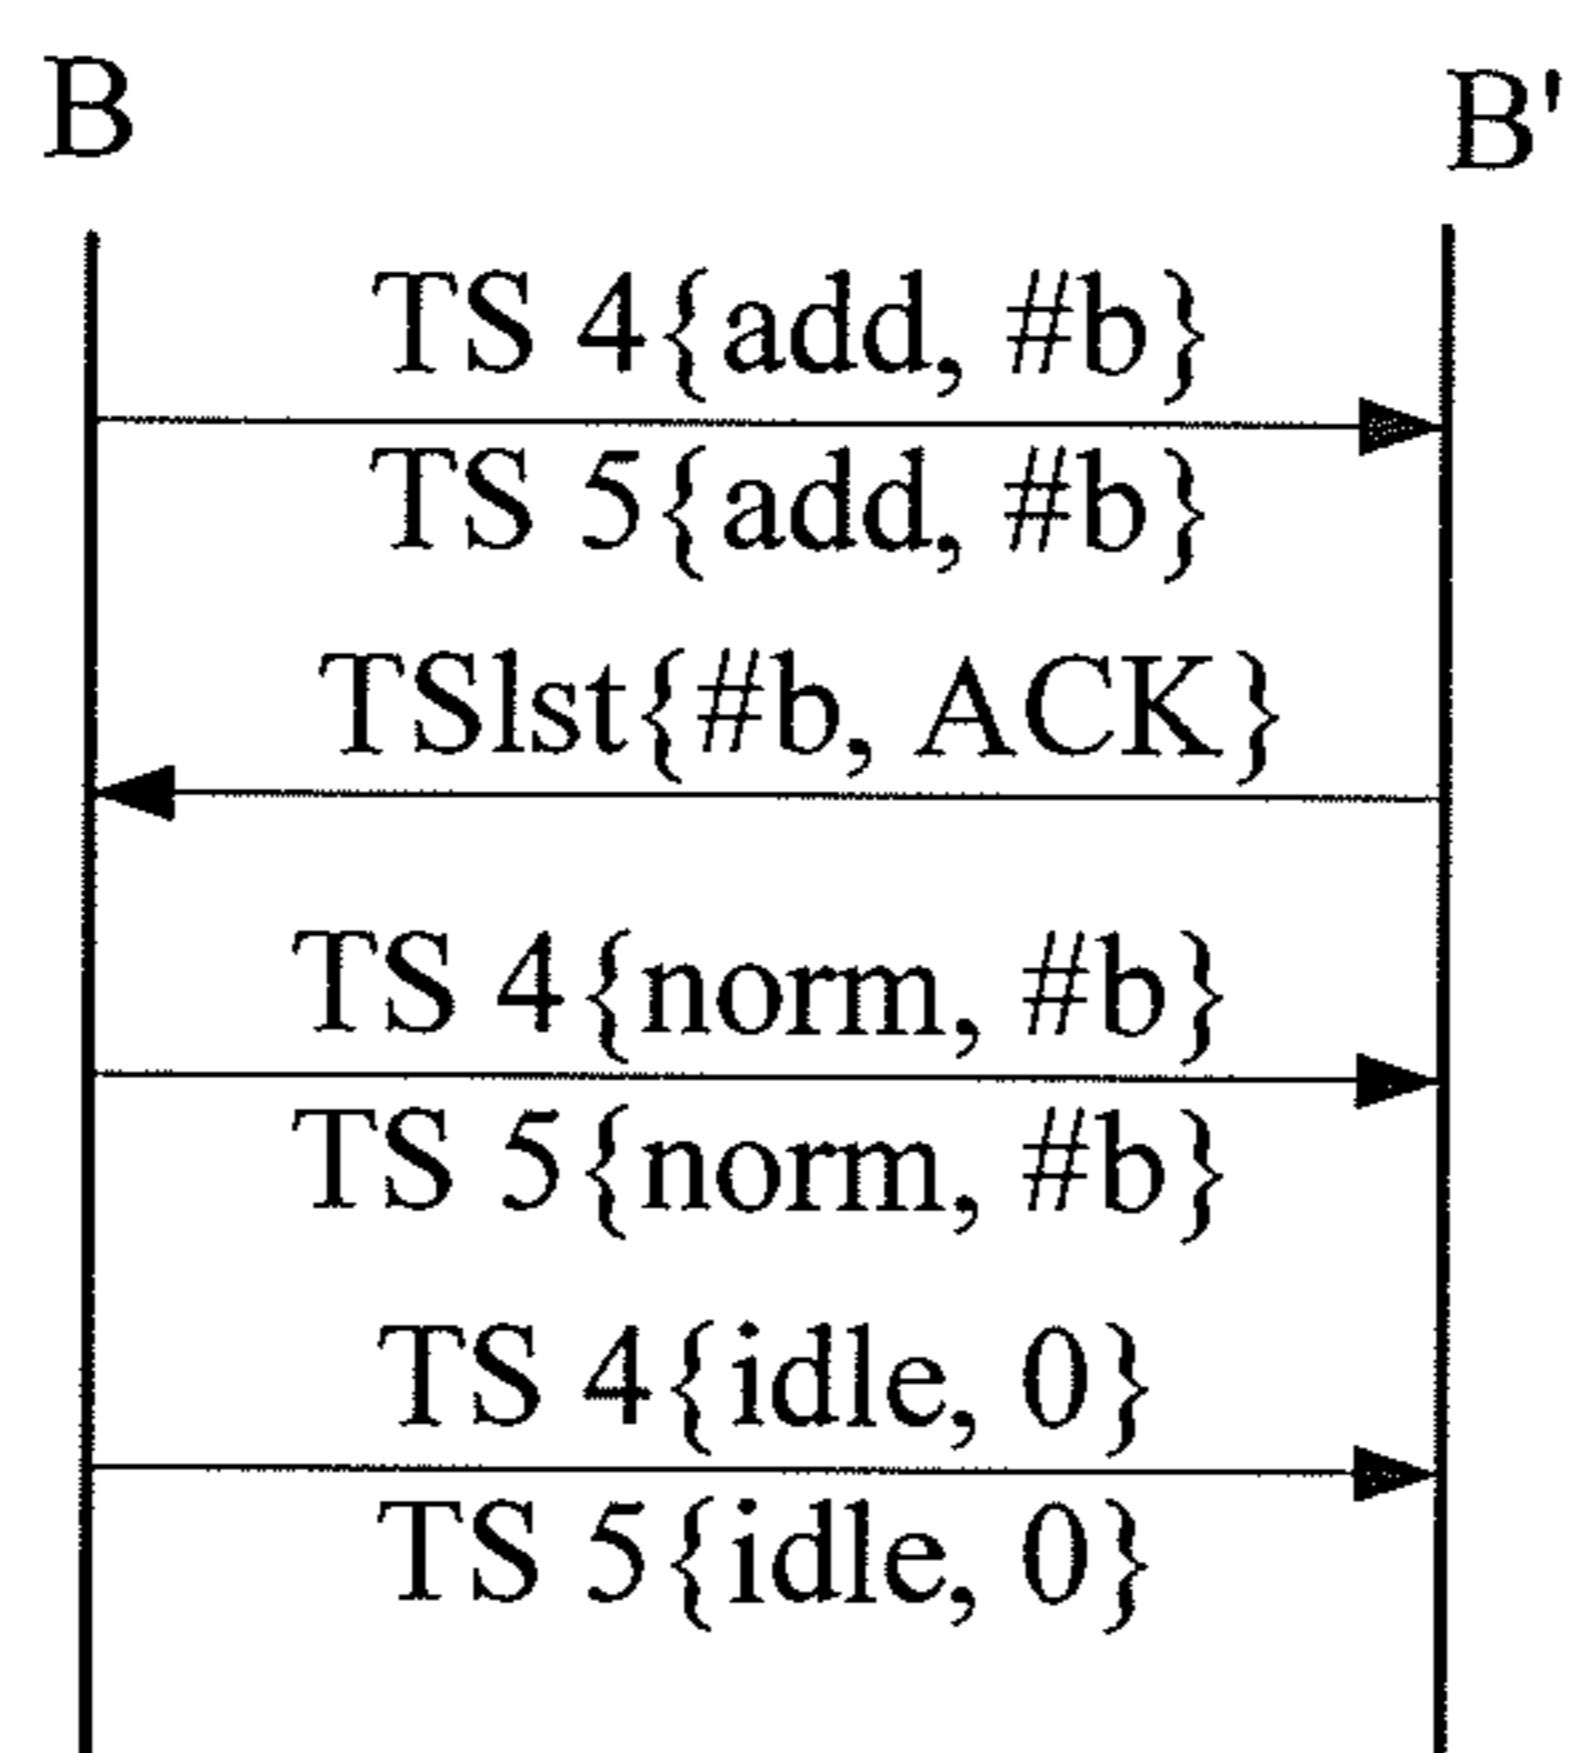 B B'
TS 4{add, #b}
TS 5{add, #b}
TSlst{#b, ACK}
TS 4{norm, #b}
TS 5{norm, #b}
TS 4{idle, 0}
TS 5{idle, 0}